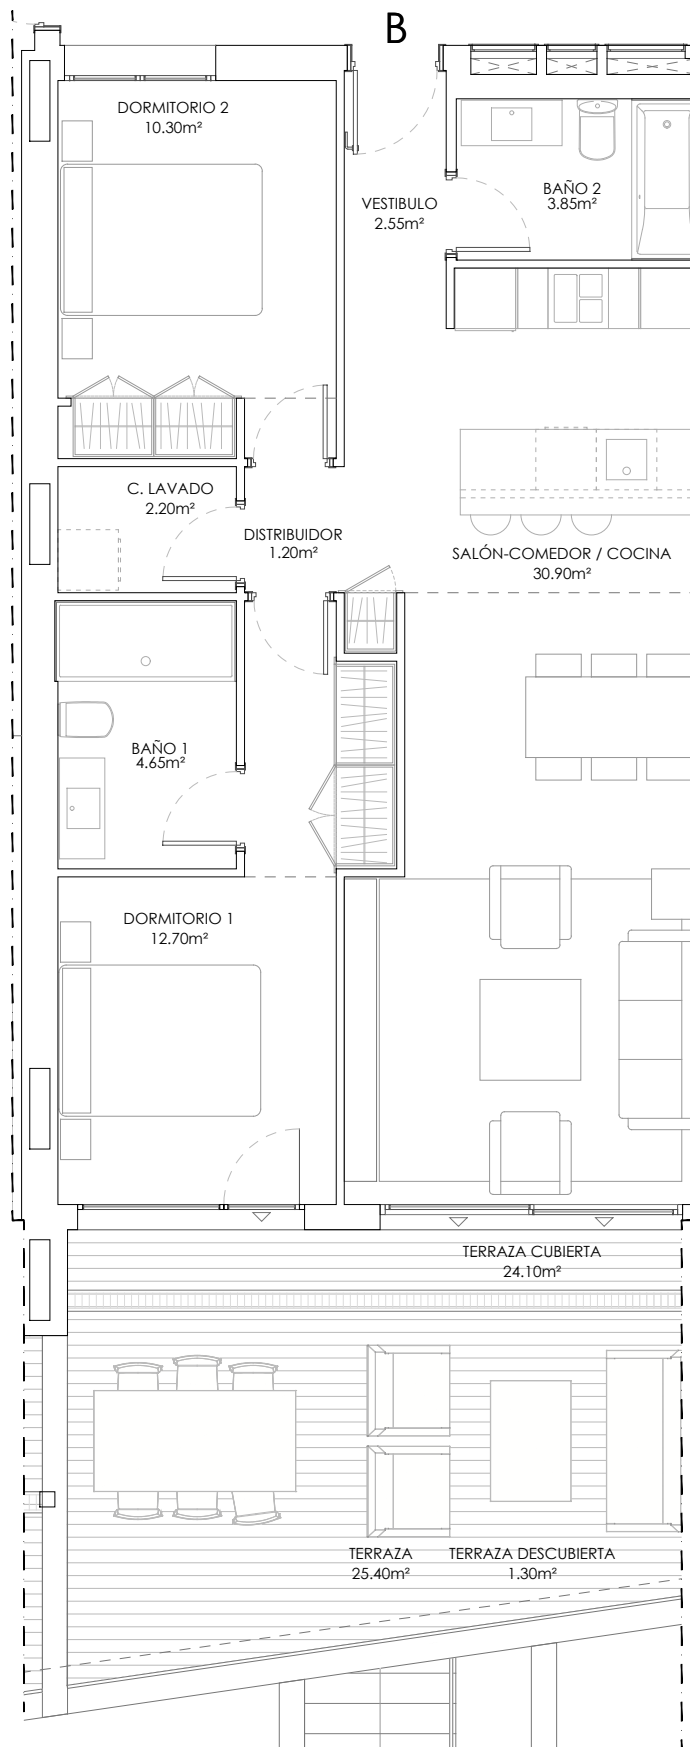 B
DORMITORIO 2
10.30m²
VESTIBULO
2.55m²
BAÑO 2
3.85m²
C. LAVADO
2.20m²
DISTRIBUIDOR
1.20m²
SALÓN-COMEDOR / COCINA
30.90m²
BAÑO 1
4.65m²
DORMITORIO 1
12.70m²
TERRAZA CUBIERTA
24.10m²
TERRAZA
25.40m²
TERRAZA DESCUBIERTA
1.30m²